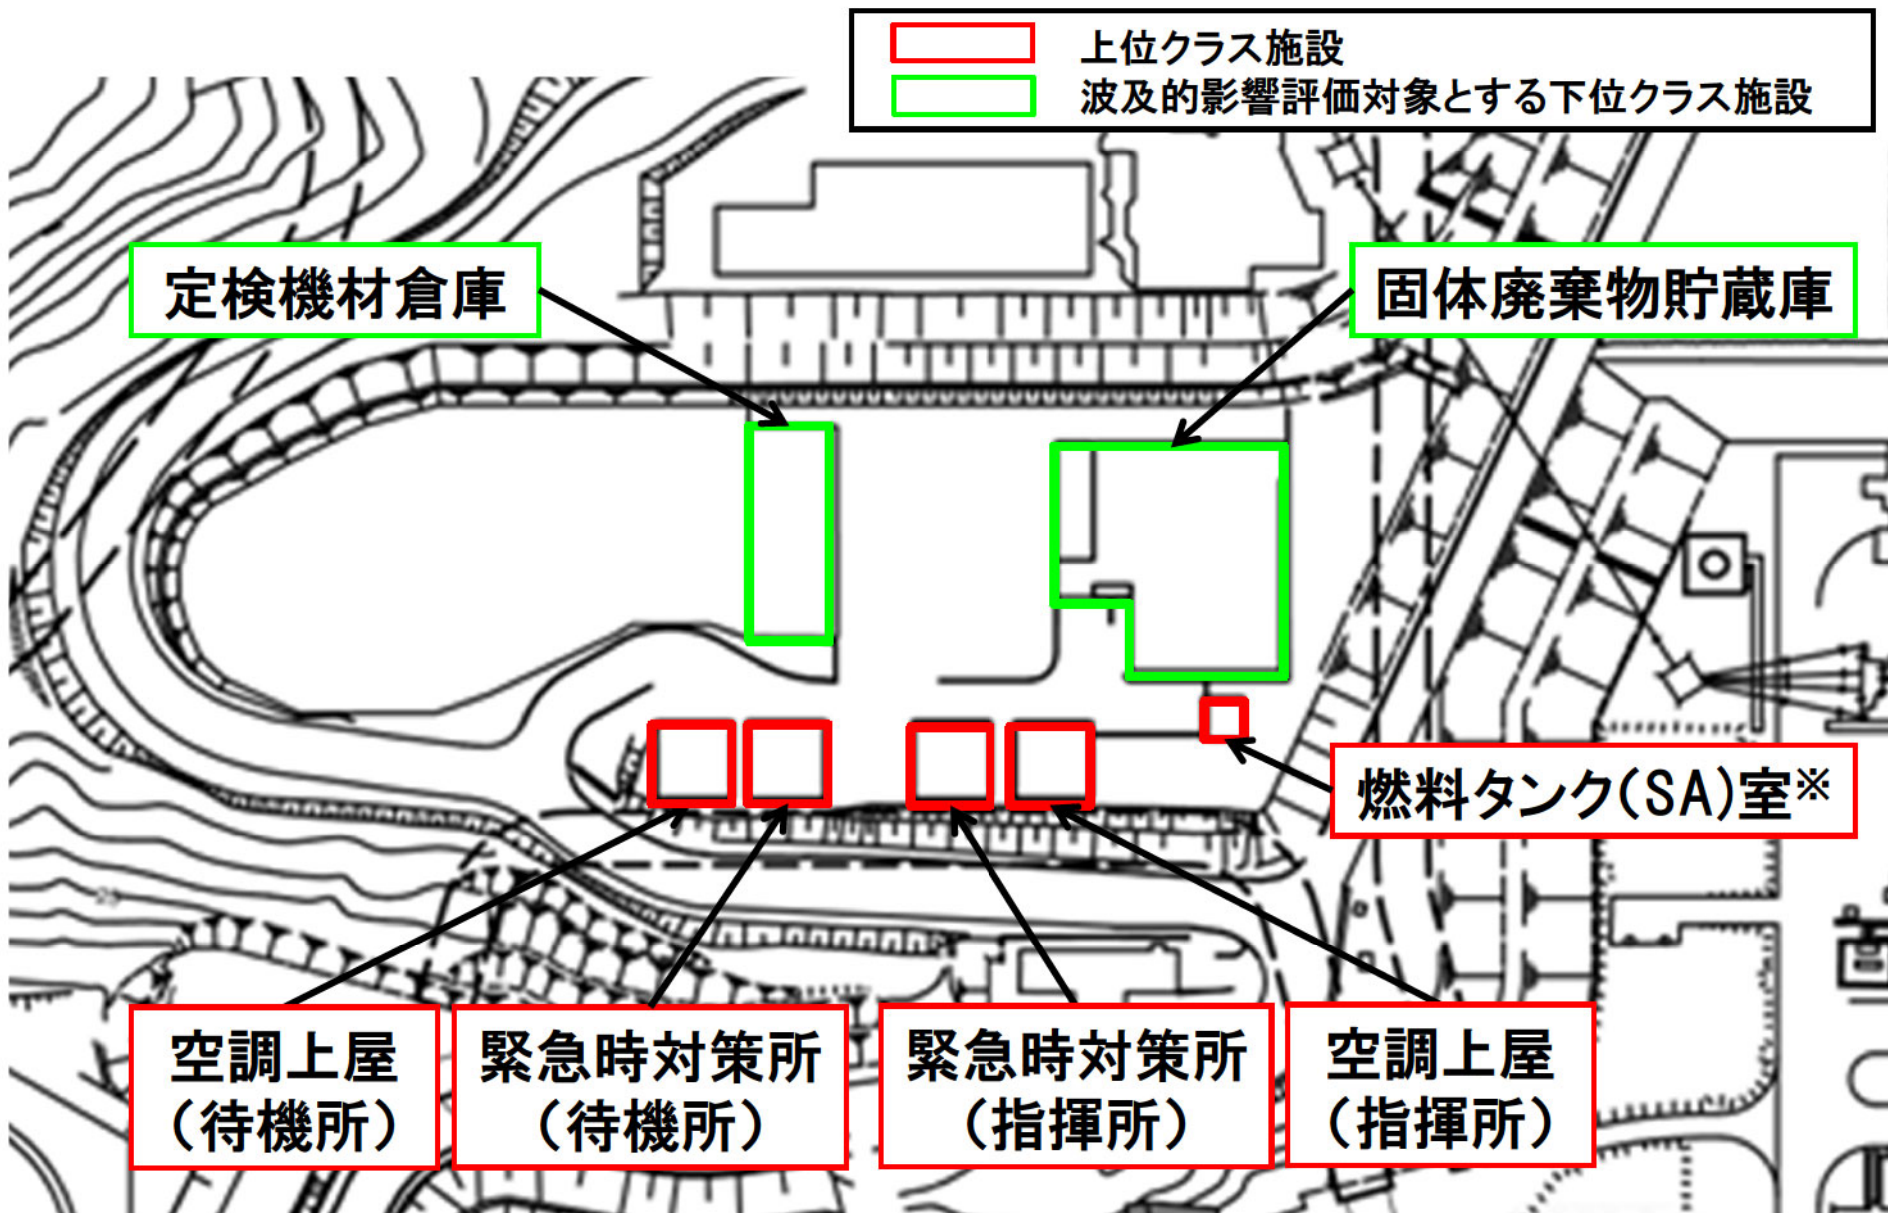 上位クラス施設
波及的影響評価対象とする下位クラス施設
定検機材倉庫
固体廃棄物貯蔵庫
燃料タンク(SA)室※
空調上屋
（待機所）
緊急時対策所
（待機所）
緊急時対策所
（指揮所）
空調上屋
（指揮所）